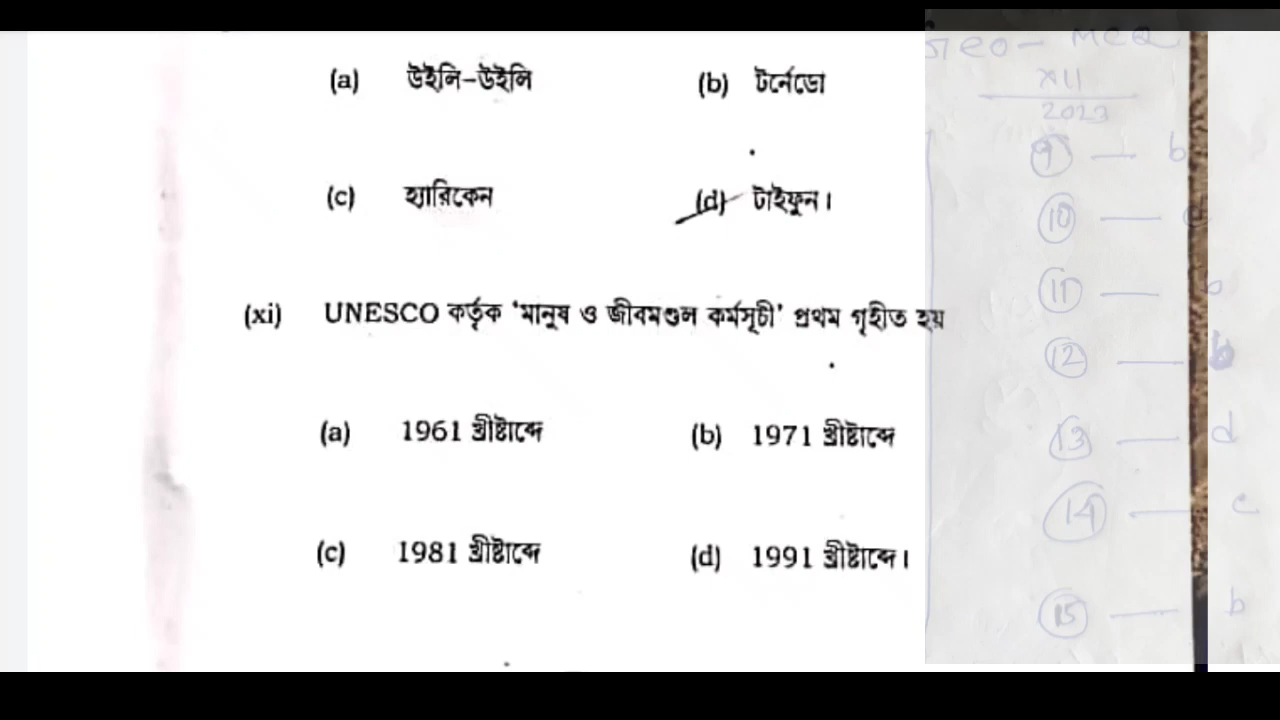 (a) উইলি-উইলি (b) টর্নেডো
(c) হ্যারিকেন (d) টাইফুন।
(xi) UNESCO কর্তৃক ‘মানুষ ও জীবমণ্ডল কর্মসূচী’ প্রথম গৃহীত হয়
(a) 1961 খ্রীষ্টাব্দে (b) 1971 খ্রীষ্টাব্দে
(c) 1981 খ্রীষ্টাব্দে (d) 1991 খ্রীষ্টাব্দে।
Geo- MCQ
XII
2023
9 — b
10 —
11 — b
12 — b
13 — d
14 — c
15 — b